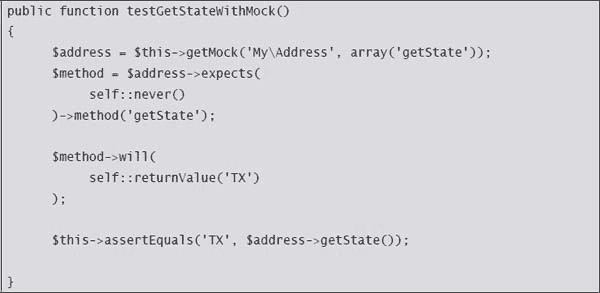 public function testGetStateWithMock()
{
$address = $this->getMock('My\Address', array('getState'));
$method = $address->expects(
self::never()
)->method('getState');
$method->will(
self::returnValue('TX')
);
$this->assertEquals('TX', $address->getState());
}